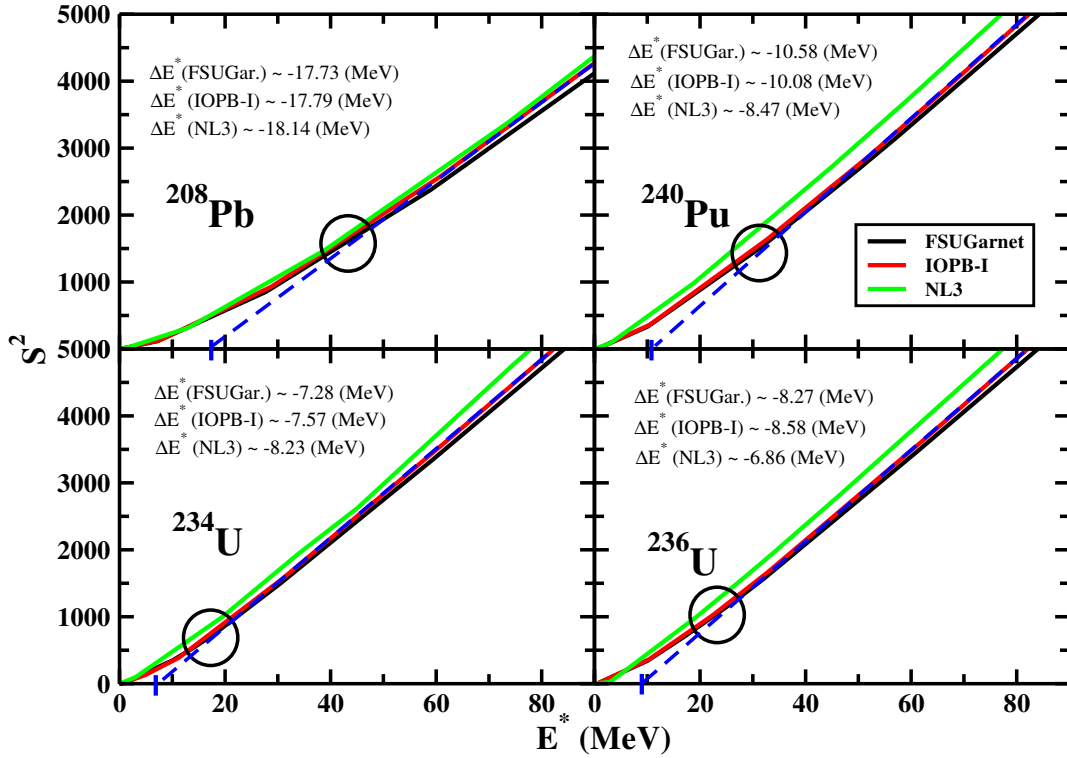 5000
4000
3000
2000
1000
ΔE*(FSUGar.) ~ -17.73 (MeV)
ΔE*(IOPB-I) ~ -17.79 (MeV)
ΔE*(NL3) ~ -18.14 (MeV)
208Pb
ΔE*(FSUGar.) ~ -10.58 (MeV)
ΔE*(IOPB-I) ~ -10.08 (MeV)
ΔE*(NL3) ~ -8.47 (MeV)
240Pu
FSUGarnet
IOPB-I
NL3
S2
5000
4000
3000
2000
1000
0
ΔE*(FSUGar.) ~ -7.28 (MeV)
ΔE*(IOPB-I) ~ -7.57 (MeV)
ΔE*(NL3) ~ -8.23 (MeV)
234U
ΔE*(FSUGar.) ~ -8.27 (MeV)
ΔE*(IOPB-I) ~ -8.58 (MeV)
ΔE*(NL3) ~ -6.86 (MeV)
236U
0 20 40 60 80 0 20 40 60 80
E* (MeV)